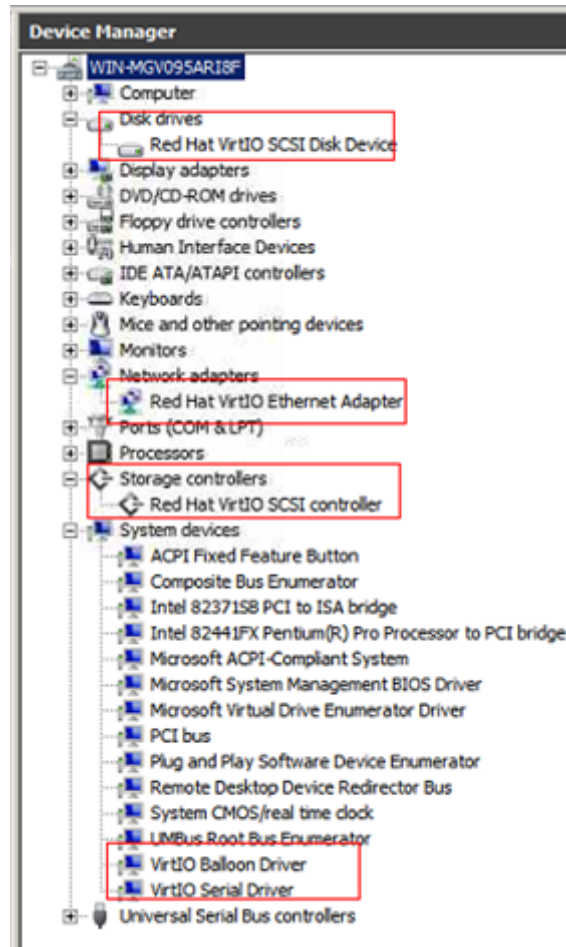 Device Manager
WIN-MGV095ARI8F
Computer
Disk drives
Red Hat VirtIO SCSI Disk Device
Display adapters
DVD/CD-ROM drives
Floppy drive controllers
Human Interface Devices
IDE ATA/ATAPI controllers
Keyboards
Mice and other pointing devices
Monitors
Network adapters
Red Hat VirtIO Ethernet Adapter
Ports (COM & LPT)
Processors
Storage controllers
Red Hat VirtIO SCSI controller
System devices
ACPI Fixed Feature Button
Composite Bus Enumerator
Intel 82371SB PCI to ISA bridge
Intel 82441FX Pentium(R) Pro Processor to PCI bridge
Microsoft ACPI-Compliant System
Microsoft System Management BIOS Driver
Microsoft Virtual Drive Enumerator Driver
PCI bus
Plug and Play Software Device Enumerator
Remote Desktop Device Redirector Bus
System CMOS/real time clock
UMBus Root Bus Enumerator
VirtIO Balloon Driver
VirtIO Serial Driver
Universal Serial Bus controllers